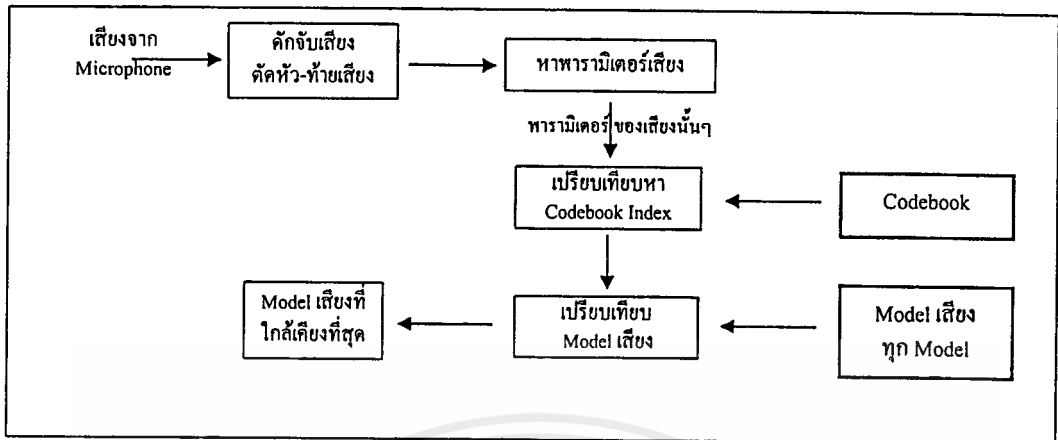 เสียงจาก
Microphone
ดักจับเสียง
ตัดหัว-ท้ายเสียง
หาพารามิเตอร์เสียง
พารามิเตอร์ของเสียงนั้นๆ
เปรียบเทียบหา
Codebook Index
Codebook
Model เสียงที่
ใกล้เคียงที่สุด
เปรียบเทียบ
Model เสียง
Model เสียง
ทุก Model